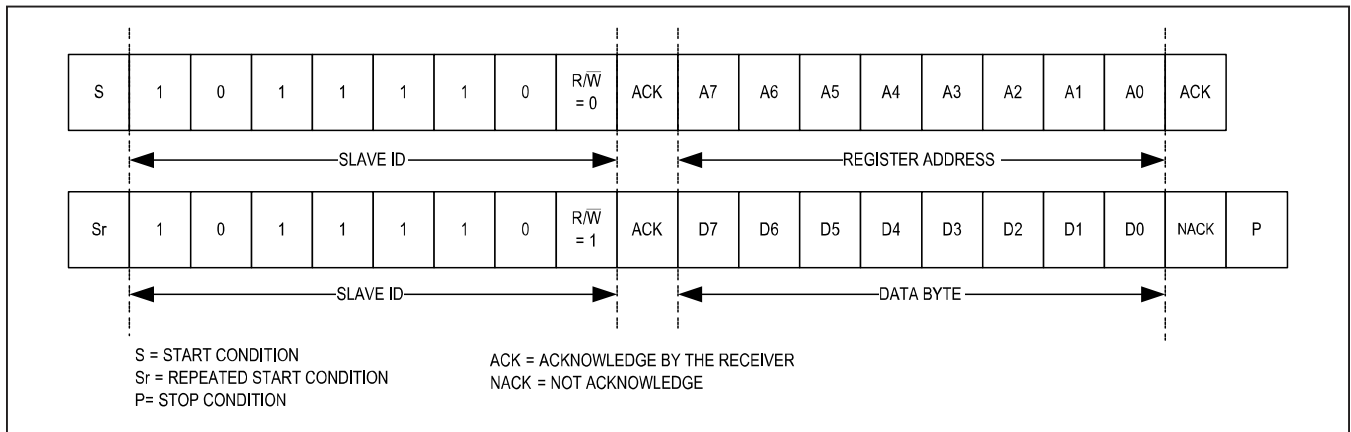 S 1 0 1 1 1 1 0 R/W̅ = 0 ACK A7 A6 A5 A4 A3 A2 A1 A0 ACK
SLAVE ID REGISTER ADDRESS
Sr 1 0 1 1 1 1 0 R/W̅ = 1 ACK D7 D6 D5 D4 D3 D2 D1 D0 NACK P
SLAVE ID DATA BYTE
S = START CONDITION
Sr = REPEATED START CONDITION
P= STOP CONDITION
ACK = ACKNOWLEDGE BY THE RECEIVER
NACK = NOT ACKNOWLEDGE